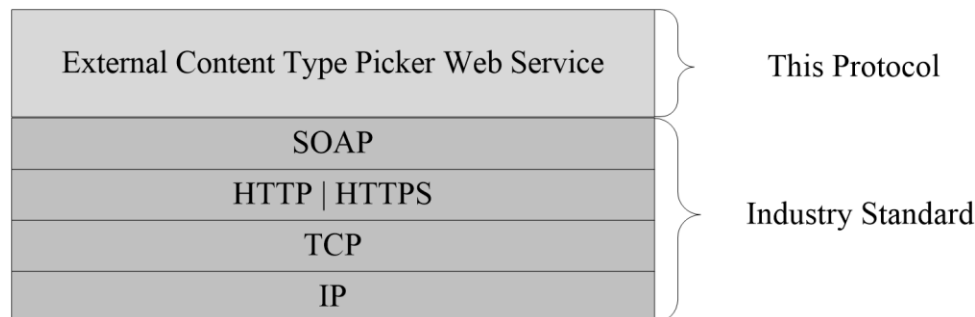 External Content Type Picker Web Service
This Protocol
SOAP
HTTP | HTTPS
TCP
IP
Industry Standard